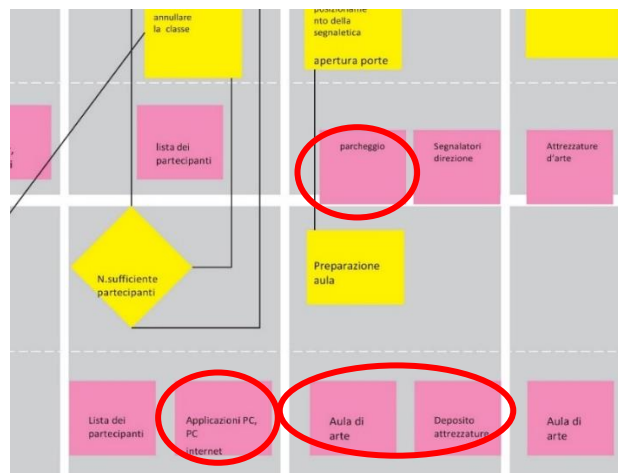 annullare
la classe
posizioname
nto della
segnaletica
apertura porte
lista dei
partecipanti
parcheggio
Segnalatori
direzione
Attrezzature
d'arte
N.sufficiente
partecipanti
Preparazione
aula
Lista dei
partecipanti
Applicazioni PC,
PC
internet
Aula di
arte
Deposito
attrezzature
Aula di
arte